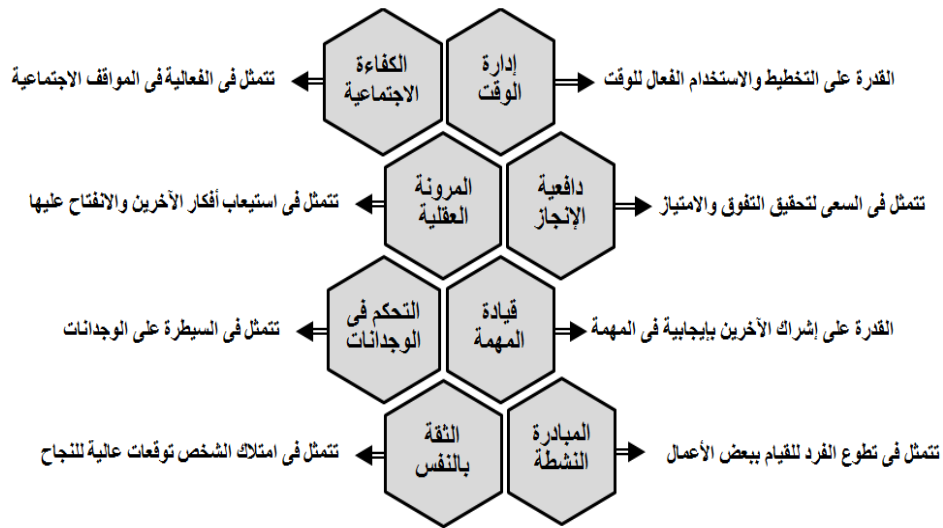 إدارة
الوقت
القدرة على التخطيط والاستخدام الفعال للوقت
الكفاءة
الاجتماعية
تتمثل فى الفعالية فى المواقف الاجتماعية
دافعية
الإنجاز
تتمثل فى السعى لتحقيق التفوق والامتياز
المرونة
العقلية
تتمثل فى استيعاب أفكار الآخرين والانفتاح عليها
قيادة
المهمة
القدرة على إشراك الآخرين بإيجابية فى المهمة
التحكم فى
الوجدانات
تتمثل فى السيطرة على الوجدانات
المبادرة
النشطة
تتمثل فى تطوع الفرد للقيام ببعض الأعمال
الثقة
بالنفس
تتمثل فى امتلاك الشخص توقعات عالية للنجاح